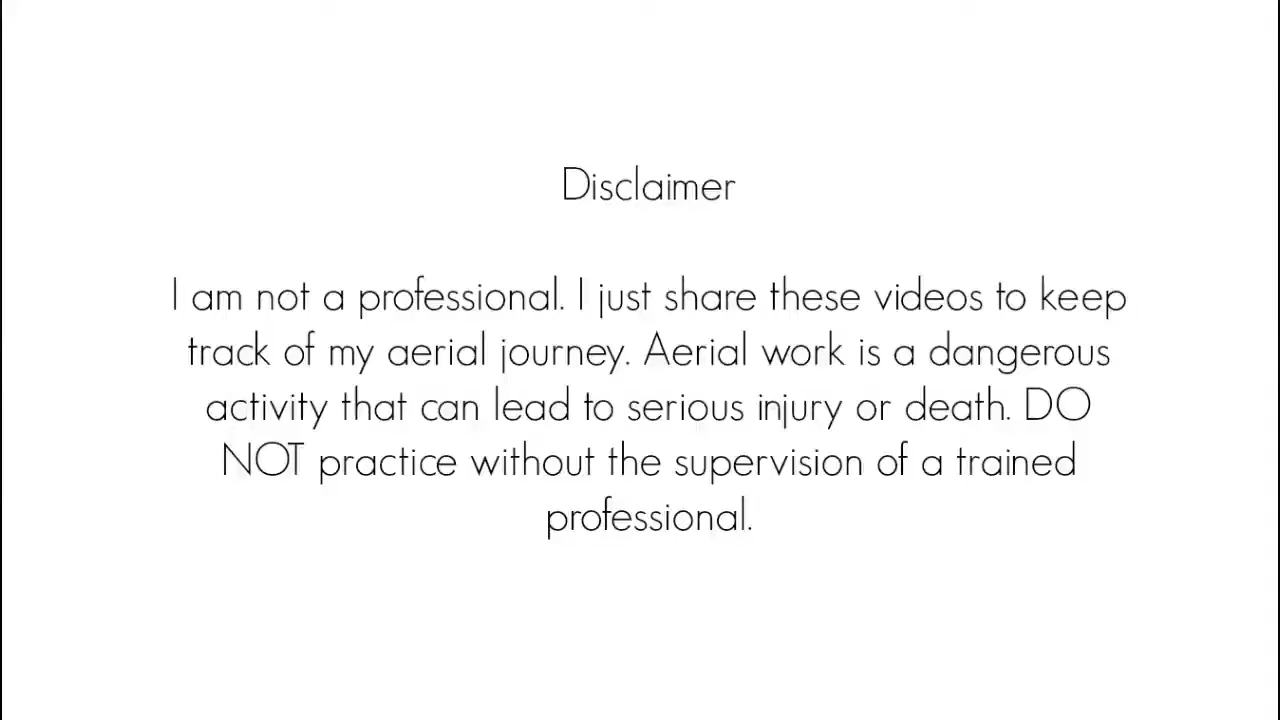 Disclaimer
I am not a professional. I just share these videos to keep
track of my aerial journey. Aerial work is a dangerous
activity that can lead to serious injury or death. DO
NOT practice without the supervision of a trained
professional.